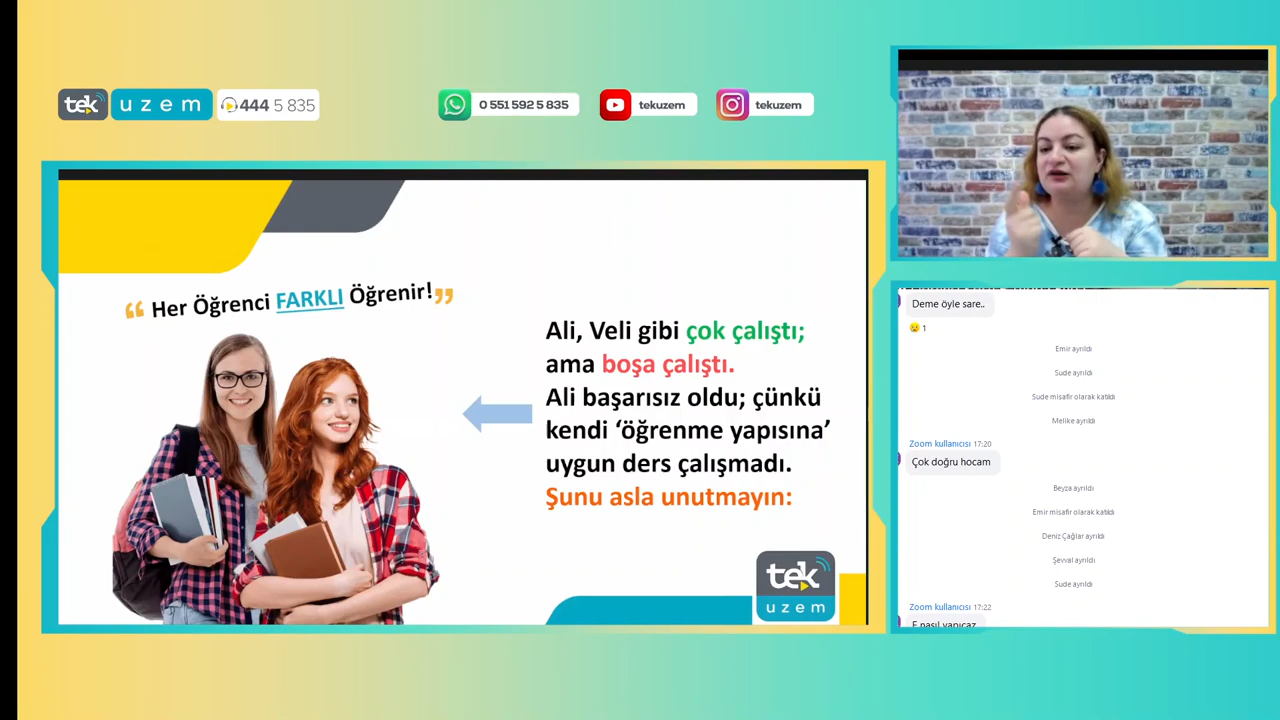 tek uzem 444 5 835
0 551 592 5 835
tekuzem
tekuzem
“ Her Öğrenci FARKLI Öğrenir! ”
Ali, Veli gibi çok çalıştı;
ama boşa çalıştı.
Ali başarısız oldu; çünkü
kendi ‘öğrenme yapısına’
uygun ders çalışmadı.
Şunu asla unutmayın:
tek
uzem
Deme öyle sare..
1
Emir ayrıldı
Sude ayrıldı
Sude misafir olarak katıldı
Melike ayrıldı
Zoom kullanıcısı 17:20
Çok doğru hocam
Beyza ayrıldı
Emir misafir olarak katıldı
Deniz Çağlar ayrıldı
Şevval ayrıldı
Sude ayrıldı
Zoom kullanıcısı 17:22
E nasıl yapıcaz